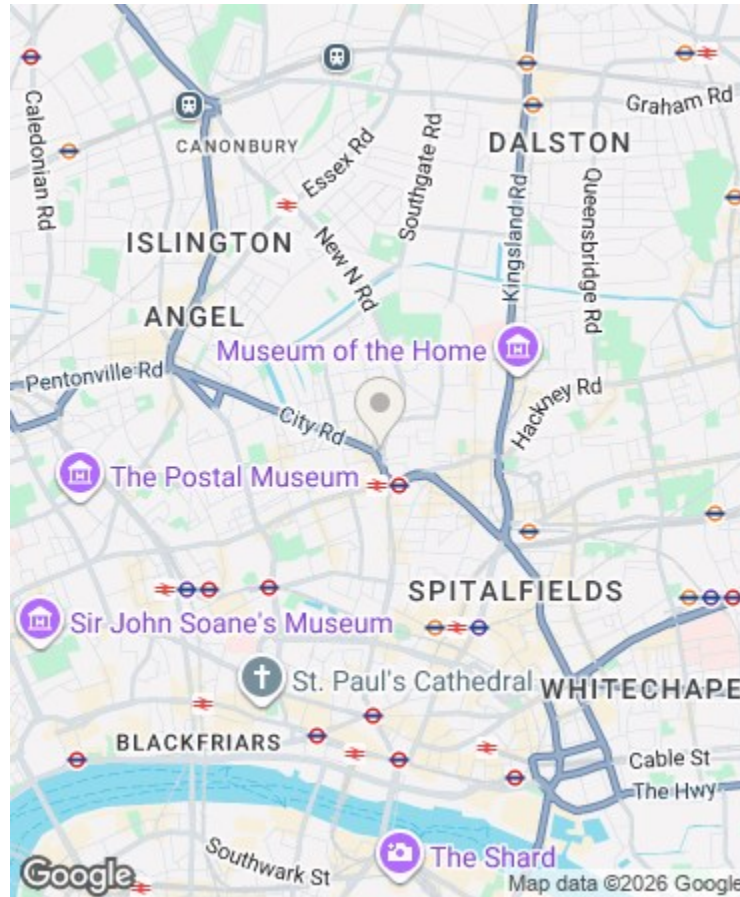 Caledonian Rd
CANONBURY
Essex Rd
Southgate Rd
DALSTON
Graham Rd
ISLINGTON
New N Rd
Kingsland Rd
Queensbridge Rd
ANGEL
Museum of the Home
Pentonville Rd
City Rd
Hackney Rd
The Postal Museum
SPITALFIELDS
Sir John Soane's Museum
St. Paul's Cathedral
WHITECHAPE
BLACKFRIARS
Cable St
The Hwy
Southwark St
The Shard
Google
Map data ©2026 Google